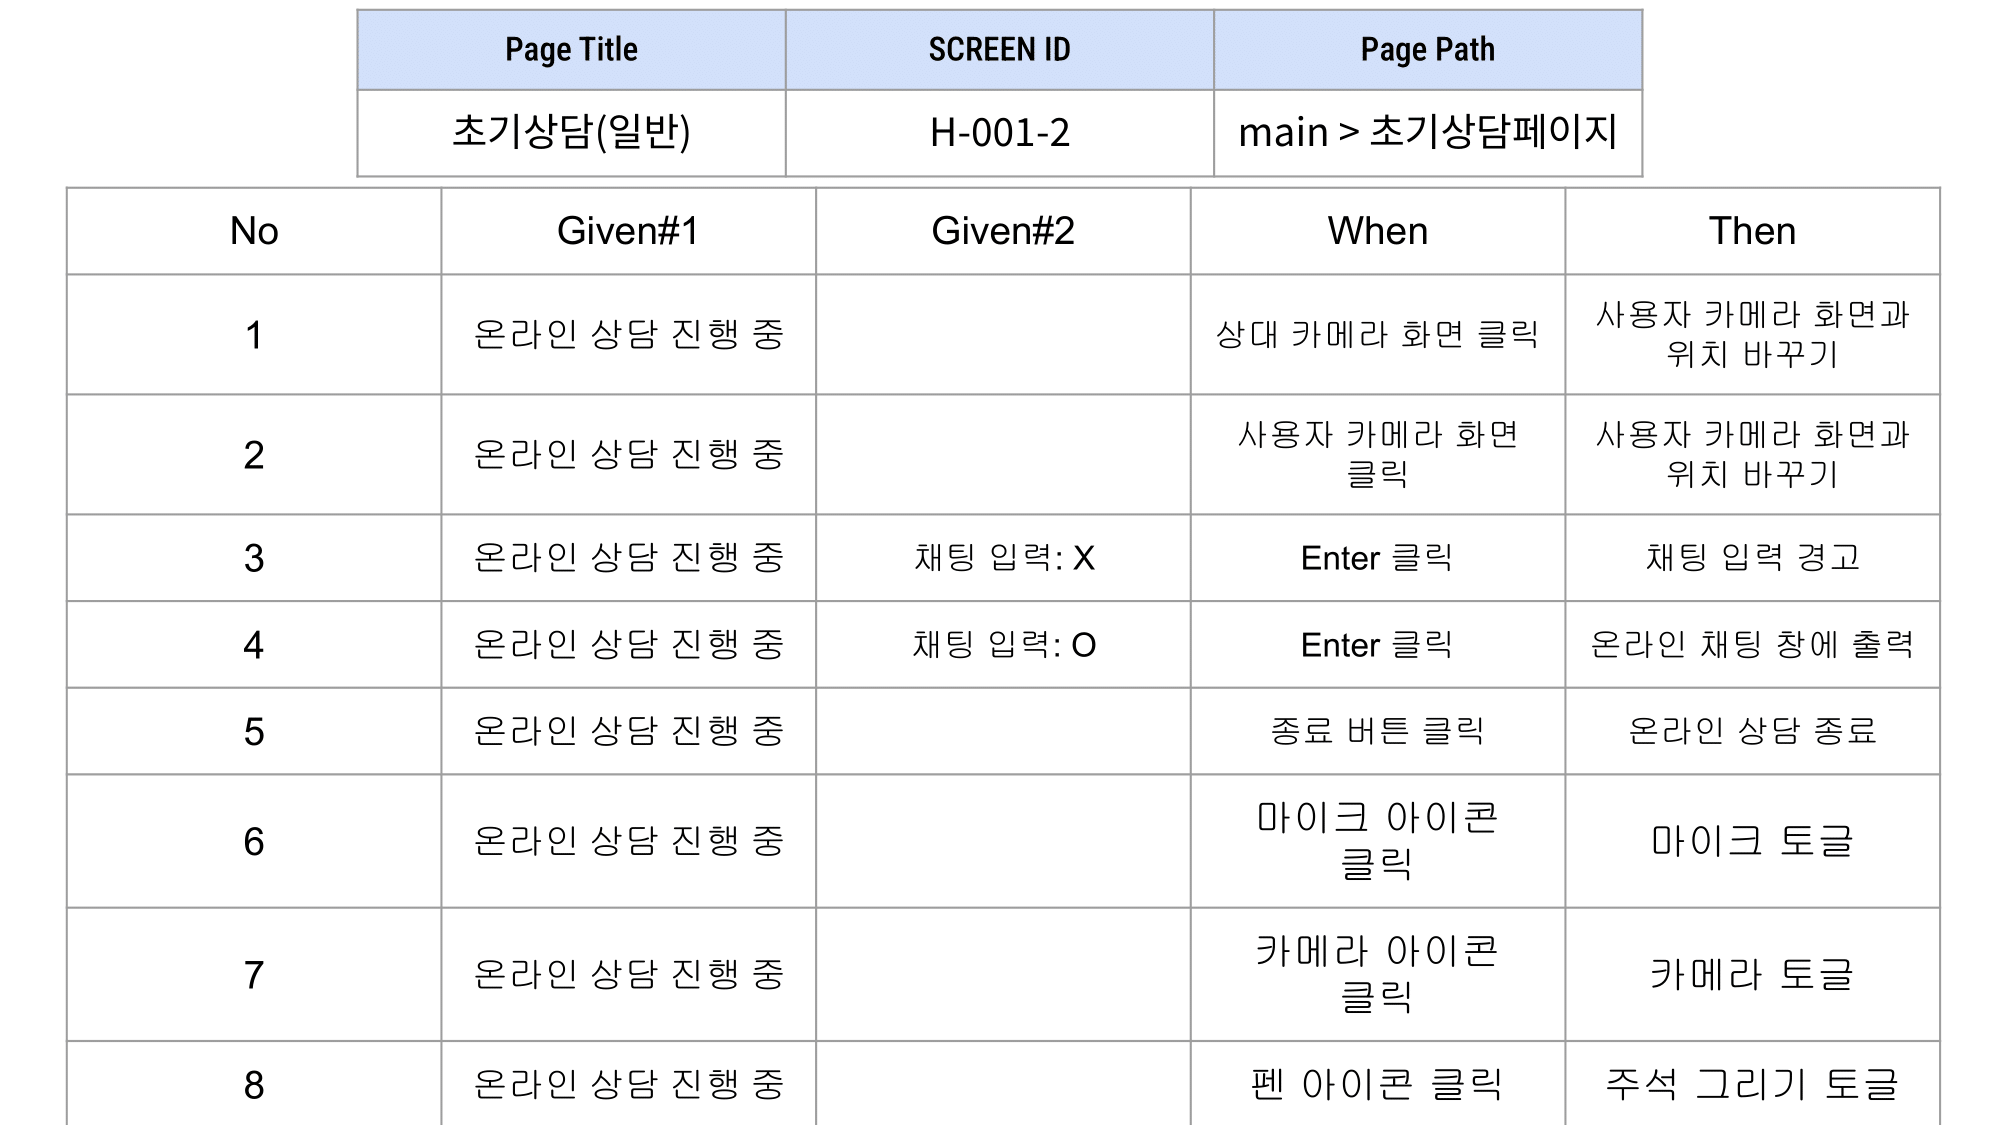 Page Title SCREEN ID Page Path
초기상담(일반) H-001-2 main > 초기상담페이지
No Given#1 Given#2 When Then
1 온라인 상담 진행 중 상대 카메라 화면 클릭 사용자 카메라 화면과
위치 바꾸기
2 온라인 상담 진행 중 사용자 카메라 화면
클릭 사용자 카메라 화면과
위치 바꾸기
3 온라인 상담 진행 중 채팅 입력: X Enter 클릭 채팅 입력 경고
4 온라인 상담 진행 중 채팅 입력: O Enter 클릭 온라인 채팅 창에 출력
5 온라인 상담 진행 중 종료 버튼 클릭 온라인 상담 종료
6 온라인 상담 진행 중 마이크 아이콘
클릭 마이크 토글
7 온라인 상담 진행 중 카메라 아이콘
클릭 카메라 토글
8 온라인 상담 진행 중 펜 아이콘 클릭 주석 그리기 토글